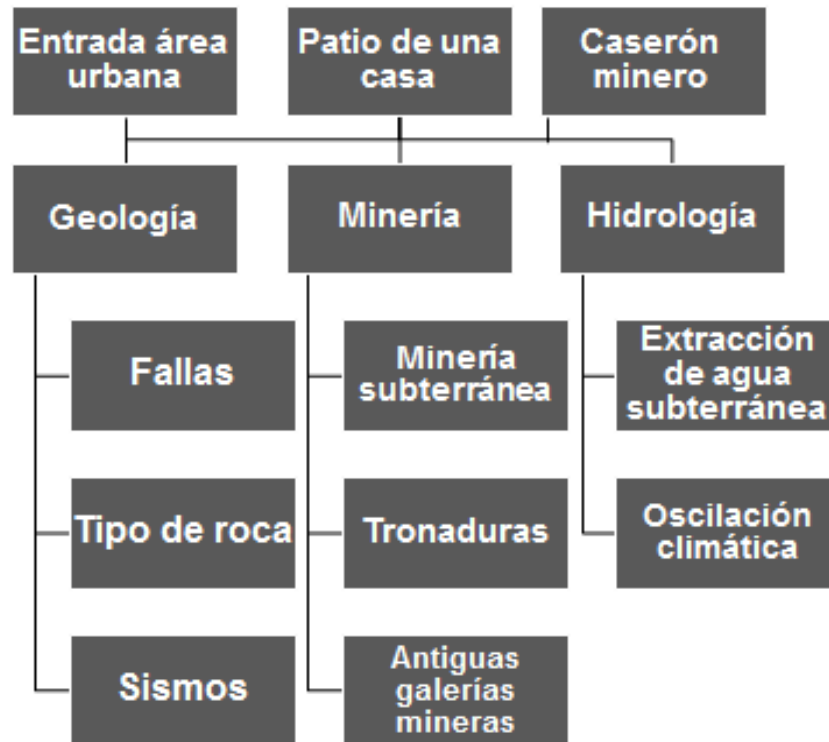 Entrada área
urbana
Patio de una
casa
Caserón
minero
Geología
Minería
Hidrología
Fallas
Minería
subterránea
Extracción
de agua
subterránea
Tipo de roca
Tronaduras
Oscilación
climática
Sismos
Antiguas
galerías
mineras